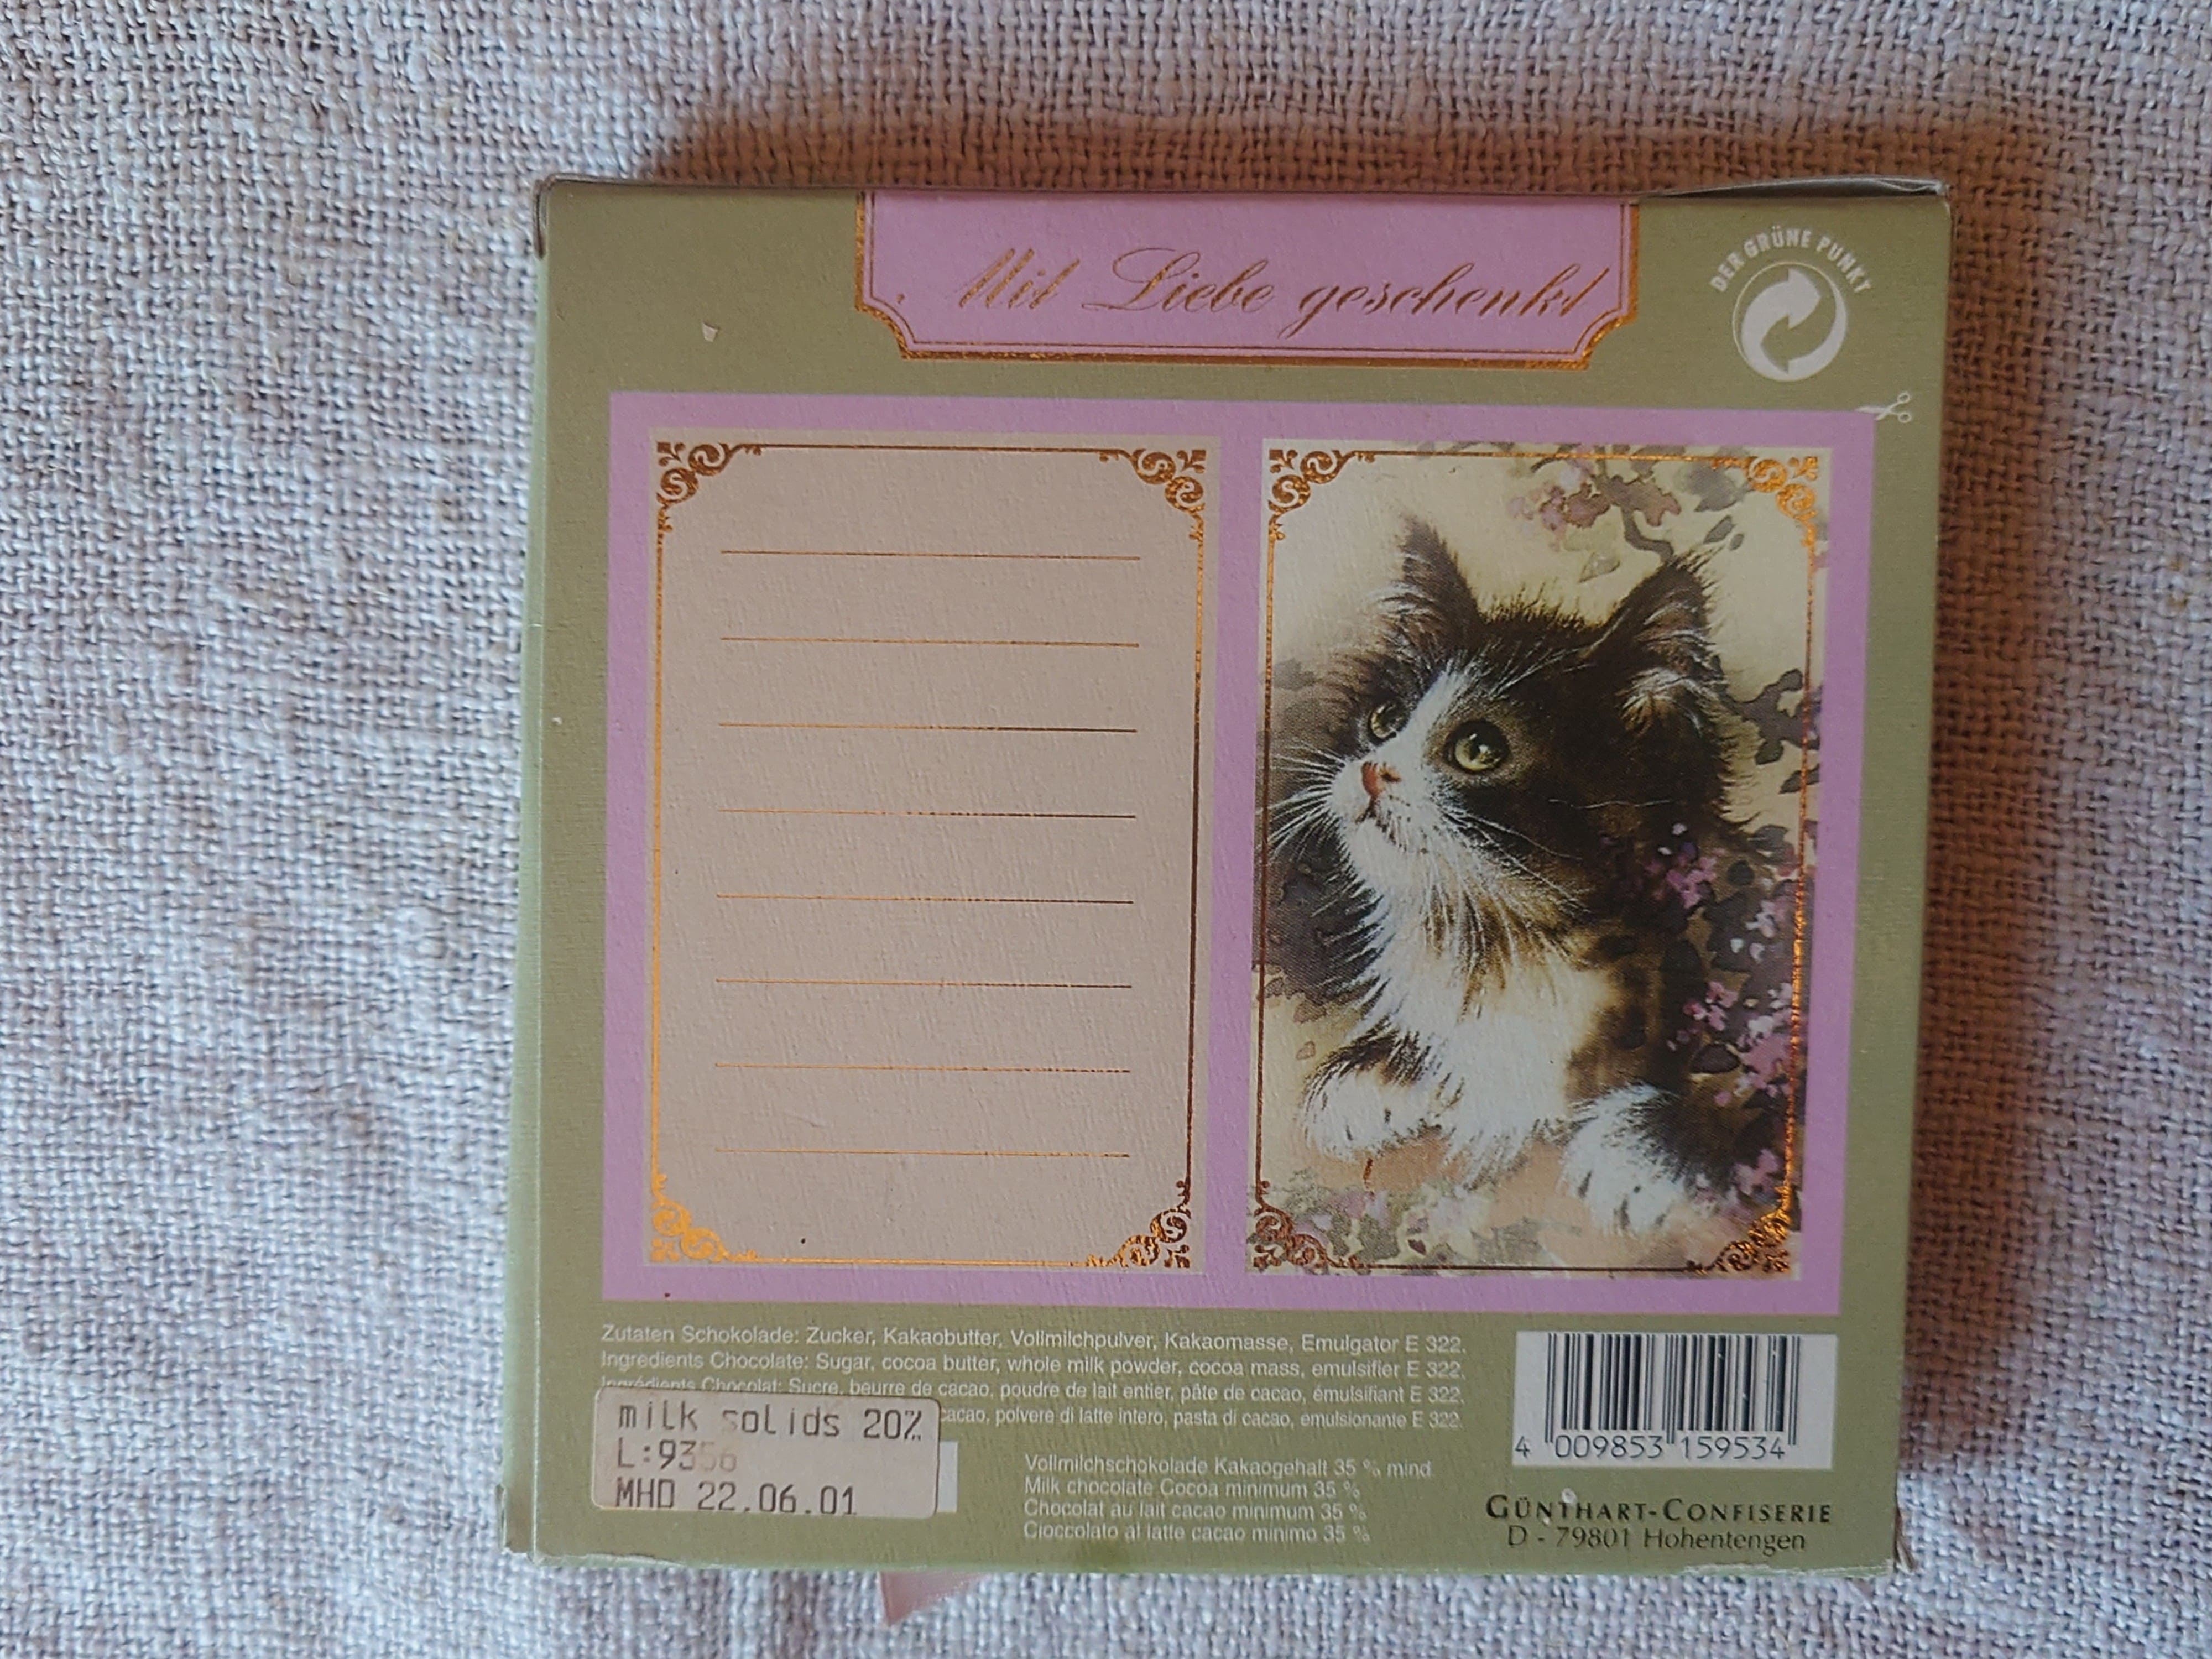 Mit Liebe geschenkt
DER GRÜNE PUNKT
Zutaten Schokolade: Zucker, Kakaobutter, Vollmilchpulver, Kakaomasse, Emulgator E 322.
Ingredients Chocolate: Sugar, cocoa butter, whole milk powder, cocoa mass, emulsifier E 322.
Ingrédients Chocolat: Sucre, beurre de cacao, poudre de lait entier, pâte de cacao, émulsifiant E 322.
cacao, polvere di latte intero, pasta di cacao, emulsionante E 322.
milk solids 20%
L:9356
MHD 22.06.01
Vollmilchschokolade Kakaogehalt 35 % mind.
Milk chocolate Cocoa minimum 35 %
Chocolat au lait cacao minimum 35 %
Cioccolato al latte cacao minimo 35 %
4 009853 159534
GÜNTHART-CONFISERIE
D - 79801 Hohentengen